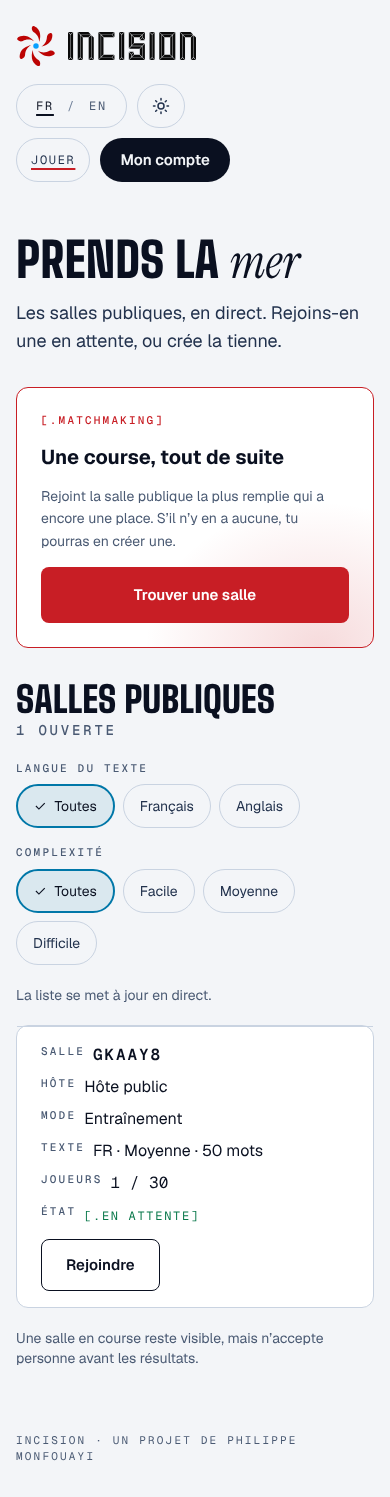 INCISION
FR / EN
JOUER Mon compte
PRENDS LA mer
Les salles publiques, en direct. Rejoins-en
une en attente, ou crée la tienne.
[.MATCHMAKING]
Une course, tout de suite
Rejoint la salle publique la plus remplie qui a
encore une place. S’il n’y en a aucune, tu
pourras en créer une.
Trouver une salle
SALLES PUBLIQUES
1 OUVERTE
LANGUE DU TEXTE
✓ Toutes Français Anglais
COMPLEXITÉ
✓ Toutes Facile Moyenne
Difficile
La liste se met à jour en direct.
SALLE GKAAY8
HÔTE Hôte public
MODE Entraînement
TEXTE FR · Moyenne · 50 mots
JOUEURS 1 / 30
ÉTAT [.EN ATTENTE]
Rejoindre
Une salle en course reste visible, mais n’accepte
personne avant les résultats.
INCISION · UN PROJET DE PHILIPPE
MONFOUAYI